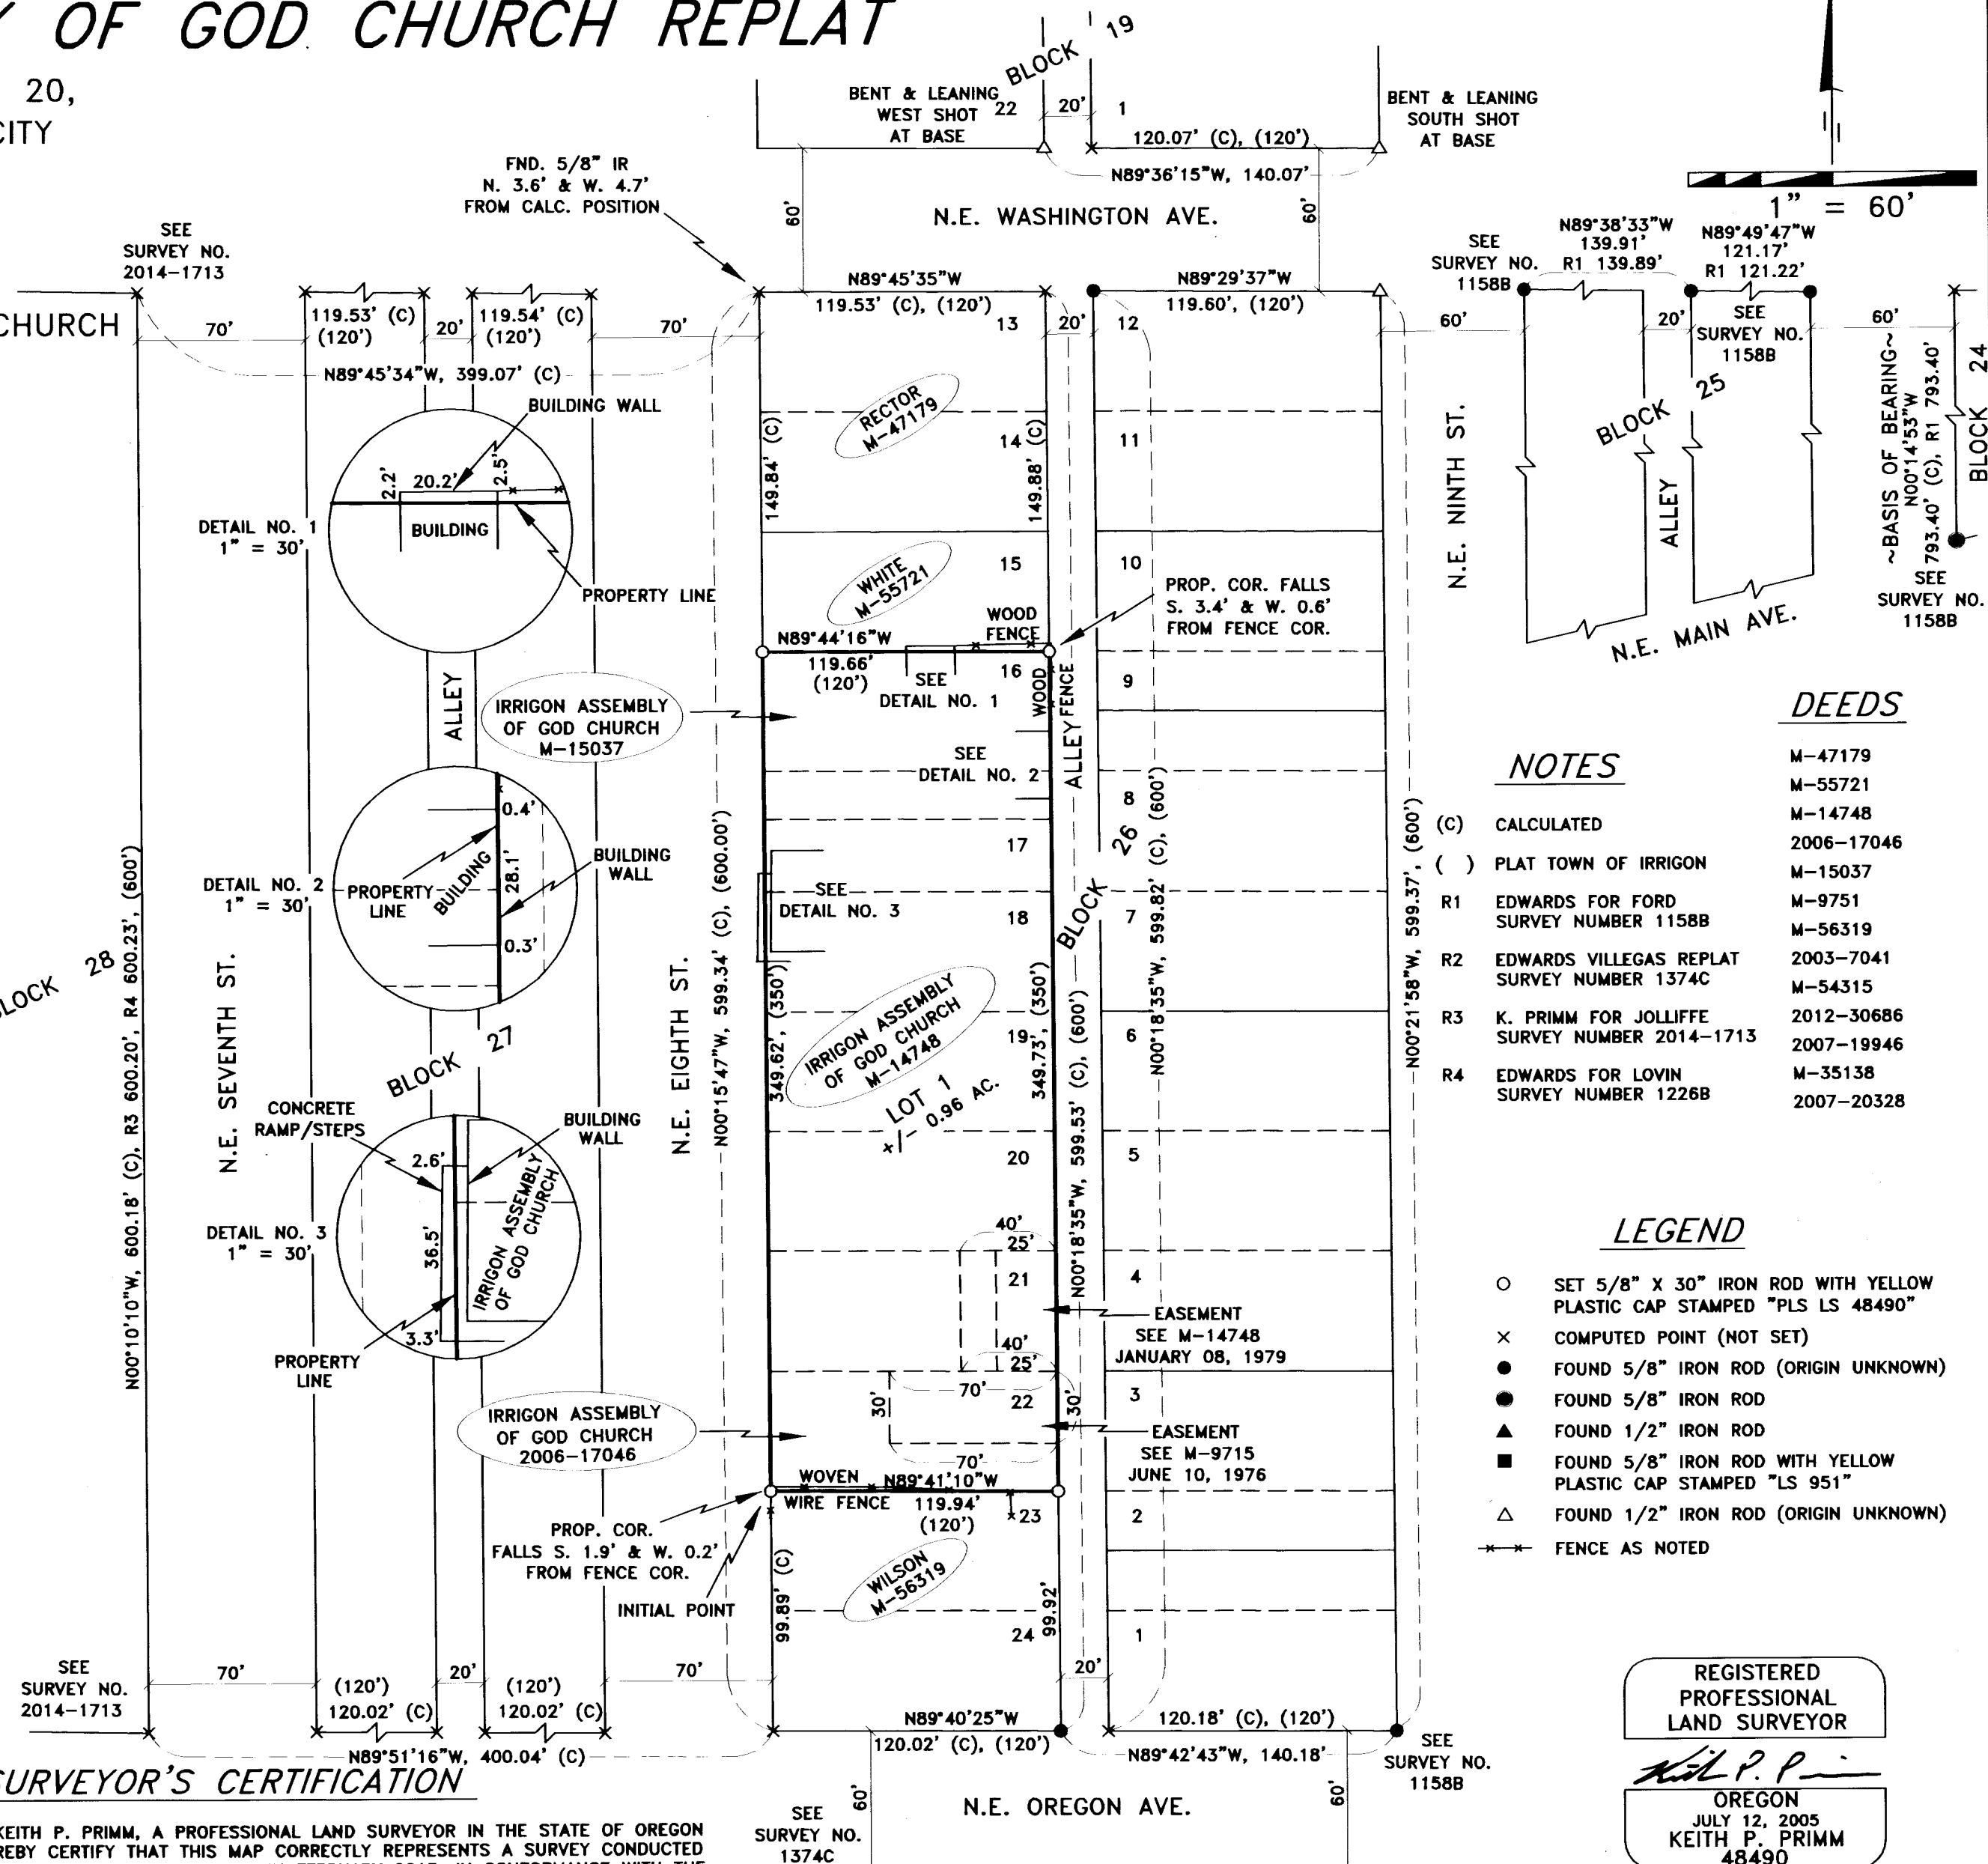 Y OF GOD CHURCH REPLAT
20,
CITY
CHURCH
BLOCK 19
BENT & LEANING
WEST SHOT
AT BASE
22
20'
1
120.07' (C), (120')
BENT & LEANING
SOUTH SHOT
AT BASE
N89°36'15"W, 140.07'
FND. 5/8" IR
N. 3.6' & W. 4.7'
FROM CALC. POSITION
60'
N.E. WASHINGTON AVE.
60'
1" = 60'
SEE
SURVEY NO.
2014-1713
N89°45'35"W
119.53' (C), (120')
N89°29'37"W
119.60', (120')
SEE
SURVEY NO.
1158B
N89°38'33"W
139.91'
R1 139.89'
N89°49'47"W
121.17'
R1 121.22'
SEE
SURVEY NO.
1158B
70'
119.53' (C)
(120')
20'
119.54' (C)
(120')
70'
13
20'
12
60'
20'
60'
N89°45'34"W, 399.07' (C)
BUILDING WALL
2.2'
20.2'
2.5'
DETAIL NO. 1
1" = 30'
BUILDING
PROPERTY LINE
RECTOR
M-47179
149.84' (C)
14
149.88' (C)
11
N.E. NINTH ST.
BLOCK 25
ALLEY
~BASIS OF BEARING~
N00°14'53"W
793.40' (C), R1 793.40'
BLOCK 24
SEE
SURVEY NO.
1158B
N.E. MAIN AVE.
WHITE
M-55721
15
10
WOOD
FENCE
PROP. COR. FALLS
S. 3.4' & W. 0.6'
FROM FENCE COR.
N89°44'16"W
119.66'
(120')
SEE
DETAIL NO. 1
16
WOOD
FENCE
9
ALLEY
IRRIGON ASSEMBLY
OF GOD CHURCH
M-15037
ALLEY
SEE
DETAIL NO. 2
8
DETAIL NO. 2
1" = 30'
0.4'
PROPERTY
LINE
BUILDING
28.1'
BUILDING
WALL
0.3'
17
SEE
DETAIL NO. 3
18
BLOCK 26
7
N00°10'10"W, 600.18' (C), R3 600.20', R4 600.23', (600')
BLOCK 28
N.E. SEVENTH ST.
BLOCK 27
N.E. EIGHTH ST.
N00°15'47"W, 599.34' (C), (600.00')
349.62', (350')
IRRIGON ASSEMBLY
OF GOD CHURCH
M-14748
LOT 1
+/- 0.96 AC.
19
349.73', (350')
N00°18'35"W, 599.53' (C), (600')
6
N00°18'35"W, 599.82' (C), (600')
N00°21'58"W, 599.37', (600')
CONCRETE
RAMP/STEPS
BUILDING
WALL
2.6'
36.5'
IRRIGON ASSEMBLY
OF GOD CHURCH
3.3'
DETAIL NO. 3
1" = 30'
PROPERTY
LINE
20
5
40'
25'
21
4
EASEMENT
SEE M-14748
JANUARY 08, 1979
40'
25'
70'
30'
22
30'
3
EASEMENT
SEE M-9715
JUNE 10, 1976
70'
IRRIGON ASSEMBLY
OF GOD CHURCH
2006-17046
WOVEN
WIRE FENCE
N89°41'10"W
119.94'
(120')
23
2
PROP. COR.
FALLS S. 1.9' & W. 0.2'
FROM FENCE COR.
INITIAL POINT
99.89' (C)
WILSON
M-56319
99.92'
24
1
SEE
SURVEY NO.
2014-1713
70'
(120')
120.02' (C)
20'
(120')
120.02' (C)
70'
20'
N89°51'16"W, 400.04' (C)
N89°40'25"W
120.02' (C), (120')
120.18' (C), (120')
N89°42'43"W, 140.18'
SEE
SURVEY NO.
1158B
60'
N.E. OREGON AVE.
60'
SEE
SURVEY NO.
1374C
NOTES
(C) CALCULATED
( ) PLAT TOWN OF IRRIGON
R1 EDWARDS FOR FORD
SURVEY NUMBER 1158B
R2 EDWARDS VILLEGAS REPLAT
SURVEY NUMBER 1374C
R3 K. PRIMM FOR JOLLIFFE
SURVEY NUMBER 2014-1713
R4 EDWARDS FOR LOVIN
SURVEY NUMBER 1226B
DEEDS
M-47179
M-55721
M-14748
2006-17046
M-15037
M-9751
M-56319
2003-7041
M-54315
2012-30686
2007-19946
M-35138
2007-20328
LEGEND
SET 5/8" X 30" IRON ROD WITH YELLOW
PLASTIC CAP STAMPED "PLS LS 48490"
COMPUTED POINT (NOT SET)
FOUND 5/8" IRON ROD (ORIGIN UNKNOWN)
FOUND 5/8" IRON ROD
FOUND 1/2" IRON ROD
FOUND 5/8" IRON ROD WITH YELLOW
PLASTIC CAP STAMPED "LS 951"
FOUND 1/2" IRON ROD (ORIGIN UNKNOWN)
FENCE AS NOTED
SURVEYOR'S CERTIFICATION
KEITH P. PRIMM, A PROFESSIONAL LAND SURVEYOR IN THE STATE OF OREGON
REBY CERTIFY THAT THIS MAP CORRECTLY REPRESENTS A SURVEY CONDUCTED
REGISTERED
PROFESSIONAL
LAND SURVEYOR
Keith P. Primm
OREGON
JULY 12, 2005
KEITH P. PRIMM
48490